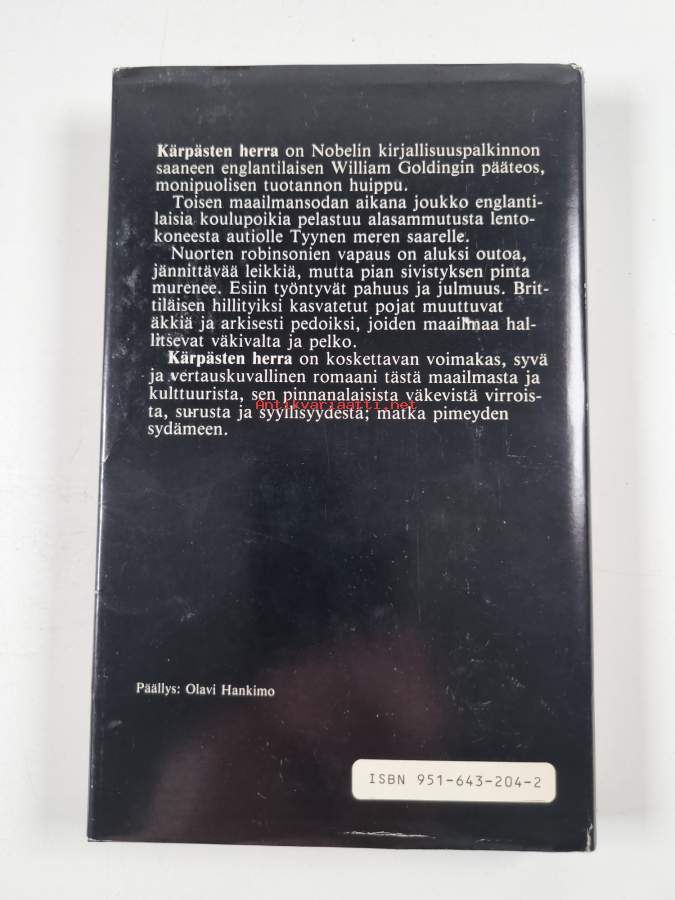 Kärpästen herra on Nobelin kirjallisuuspalkinnon
saaneen englantilaisen William Goldingin pääteos,
monipuolisen tuotannon huippu.
Toisen maailmansodan aikana joukko englanti-
laisia koulupoikia pelastuu alasammutusta lento-
koneesta autiolle Tyynen meren saarelle.
Nuorten robinsonien vapaus on aluksi outoa,
jännittävää leikkiä, mutta pian sivistyksen pinta
murenee. Esiin työntyvät pahuus ja julmuus. Brit-
tiläisen hillityiksi kasvatetut pojat muuttuvat
äkkiä ja arkisesti pedoiksi, joiden maailmaa hal-
litsevat väkivalta ja pelko.
Kärpästen herra on koskettavan voimakas, syvä
ja vertauskuvallinen romaani tästä maailmasta ja
kulttuurista, sen pinnanalaisista väkevistä virrois-
ta, surusta ja syyllisyydestä; matka pimeyden
sydämeen.
Antikvariaatti.net
Päällys: Olavi Hankimo
ISBN 951-643-204-2